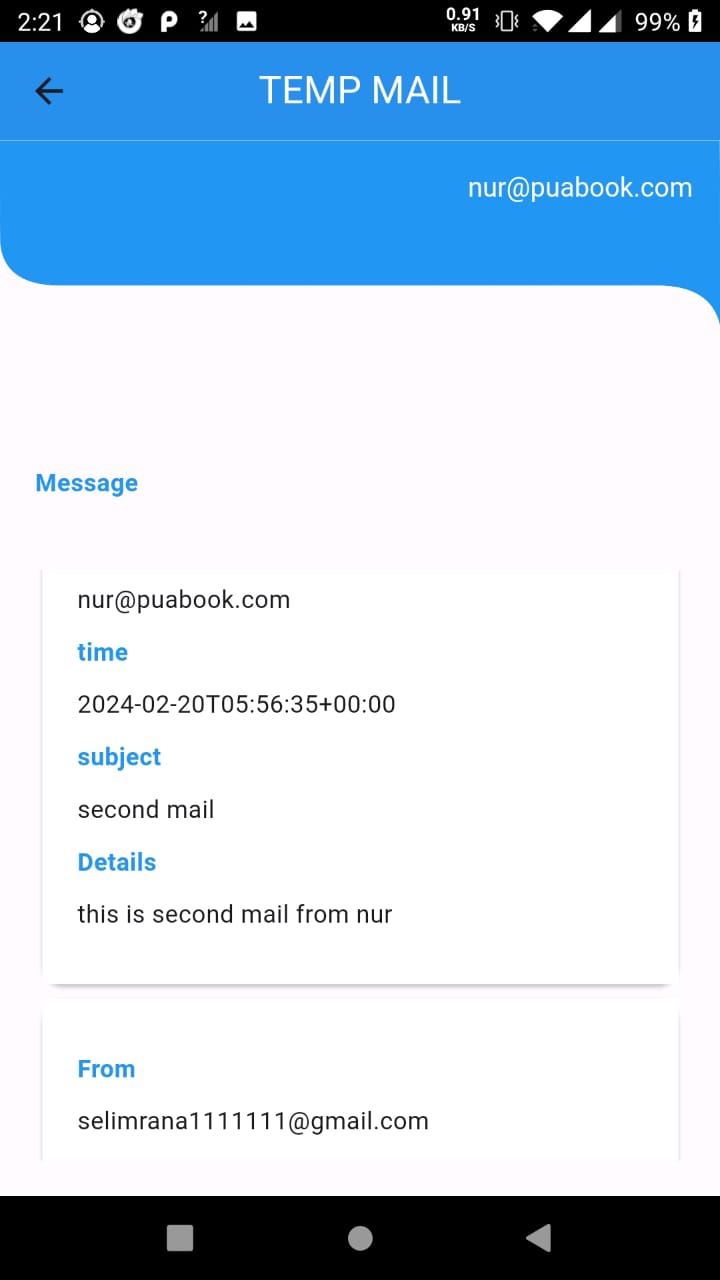 2:21 ? 0.91 KB/S 99%
TEMP MAIL
nur@puabook.com
Message
nur@puabook.com
time
2024-02-20T05:56:35+00:00
subject
second mail
Details
this is second mail from nur
From
selimrana1111111@gmail.com